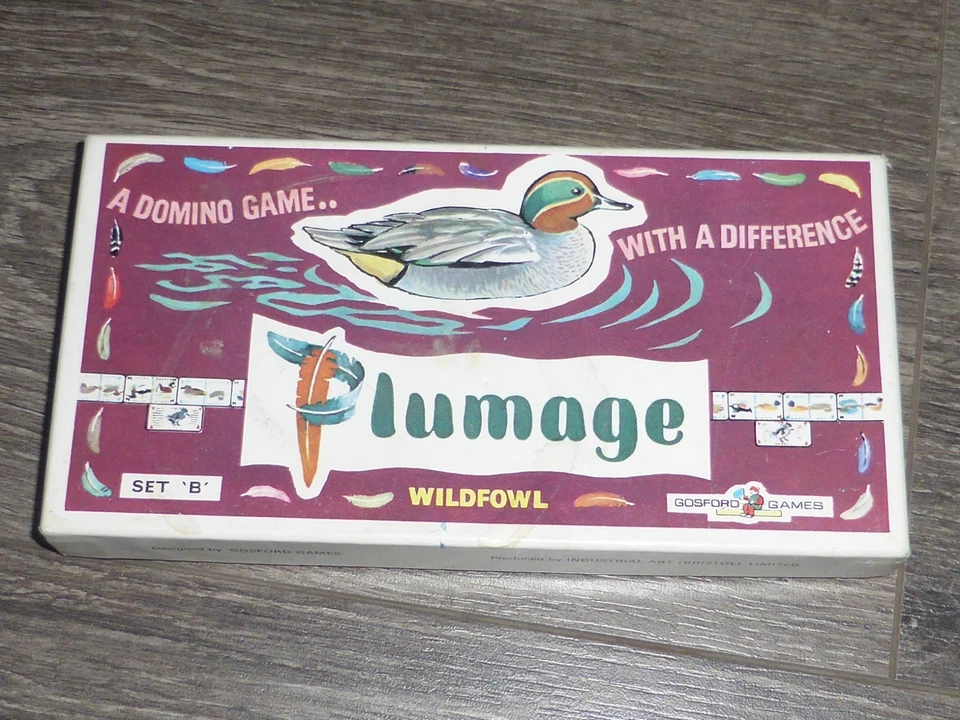 A DOMINO GAME..
WITH A DIFFERENCE
Plumage
SET 'B'
WILDFOWL
GOSFORD GAMES
Designed by GOSFORD GAMES
Produced by INDUSTRIAL ART (BRISTOL) LIMITED